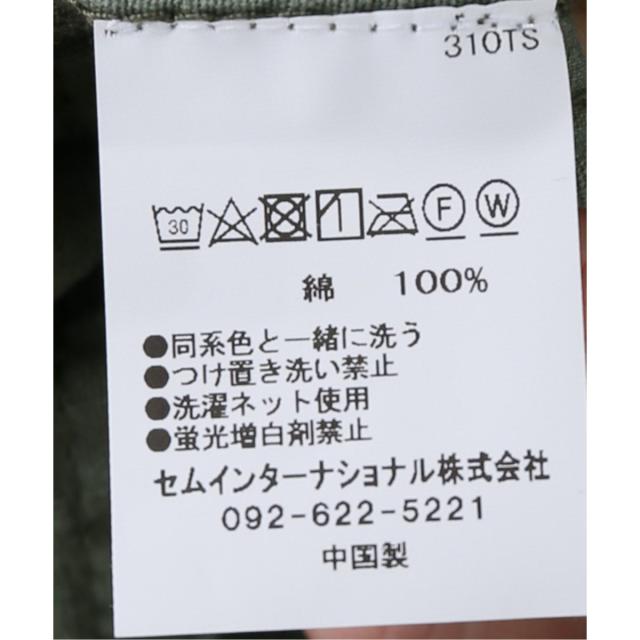 310TS
30 F W
綿 100%
●同系色と一緒に洗う
●つけ置き洗い禁止
●洗濯ネット使用
●蛍光増白剤禁止
セムインターナショナル株式会社
092-622-5221
中国製